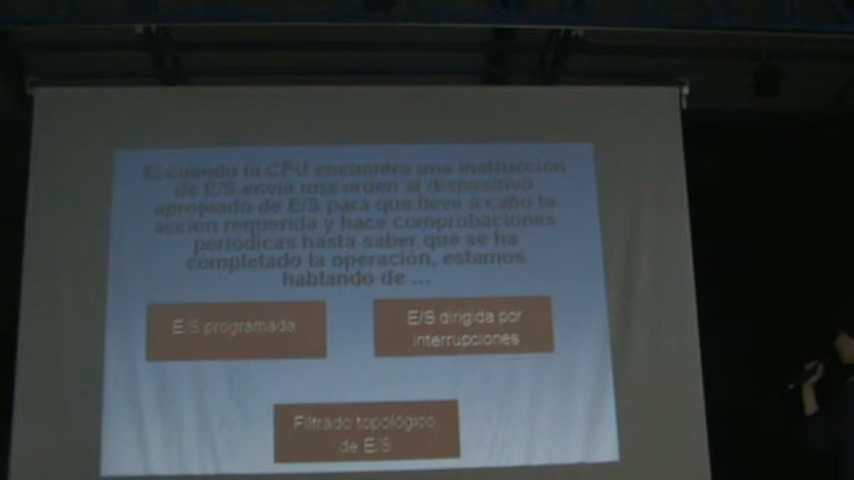 Si cuando la CPU encuentra una instrucción
de E/S envía una orden al dispositivo
apropiado de E/S para que lleve a cabo la
acción requerida y hace comprobaciones
periódicas hasta saber que se ha
completado la operación, estamos
hablando de ...
E/S programada
E/S dirigida por
interrupciones
Filtrado topológico
de E/S